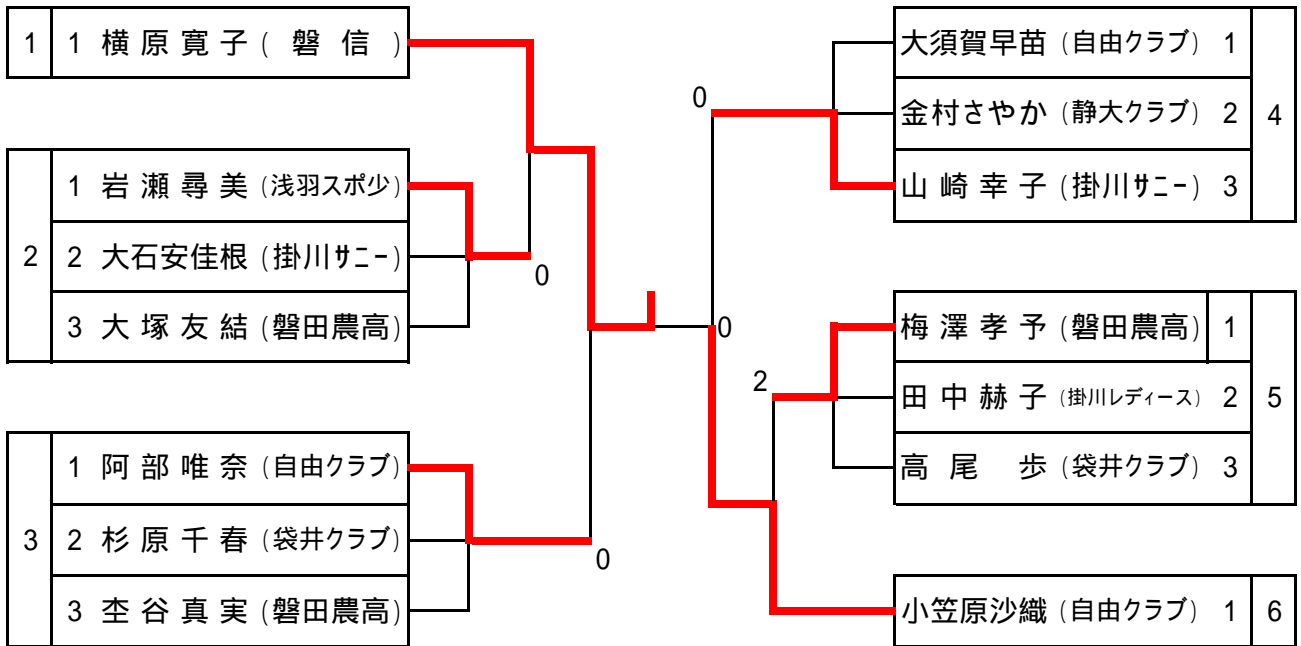 1 1 横原寛子(磐信)
2
1 岩瀬尋美(浅羽スポ少)
2 大石安佳根(掛川サニー)
3 大塚友結(磐田農高)
3
1 阿部唯奈(自由クラブ)
2 杉原千春(袋井クラブ)
3 杢谷真実(磐田農高)
0
0
0
0
2
大須賀早苗(自由クラブ) 1
金村さやか(静大クラブ) 2
山崎幸子(掛川サニー) 3
4
梅澤孝予(磐田農高) 1
田中赫子(掛川レディース) 2
高尾歩(袋井クラブ) 3
5
小笠原沙織(自由クラブ) 1 6